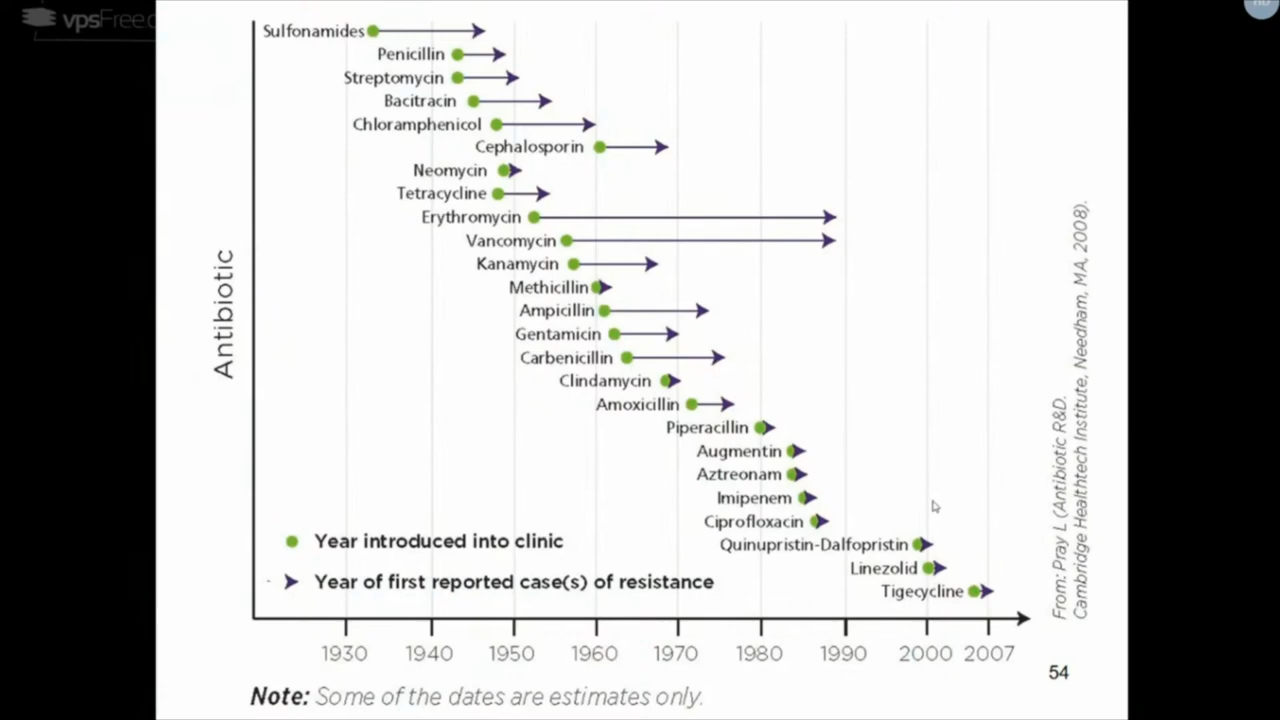 vpsFree.c
HD
Sulfonamides
Penicillin
Streptomycin
Bacitracin
Chloramphenicol
Cephalosporin
Neomycin
Tetracycline
Erythromycin
Vancomycin
Kanamycin
Methicillin
Ampicillin
Gentamicin
Carbenicillin
Clindamycin
Amoxicillin
Piperacillin
Augmentin
Aztreonam
Imipenem
Ciprofloxacin
Quinupristin-Dalfopristin
Linezolid
Tigecycline
Antibiotic
Year introduced into clinic
Year of first reported case(s) of resistance
1930 1940 1950 1960 1970 1980 1990 2000 2007
Note: Some of the dates are estimates only.
From: Pray L (Antibiotic R&D.
Cambridge Healthtech Institute, Needham, MA, 2008).
54